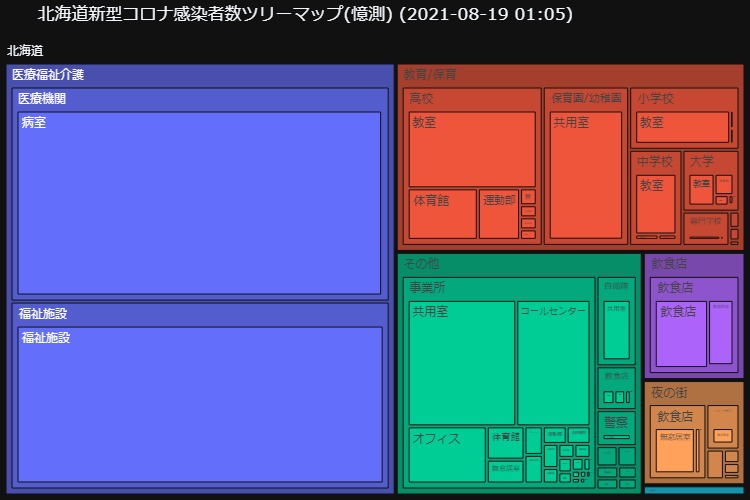 北海道新型コロナ感染者数ツリーマップ(憶測) (2021-08-19 01:05)
北海道
医療福祉介護
医療機関
病室
福祉施設
福祉施設
教育/保育
高校
教室
体育館
運動部
保育園/幼稚園
共用室
小学校
教室
中学校
教室
大学
教室
専門学校
その他
事業所
共用室
コールセンター
オフィス
体育館
無窓居室
自衛隊
共用室
飲食店
警察
飲食店
飲食店
飲食店
夜の街
飲食店
無窓居室